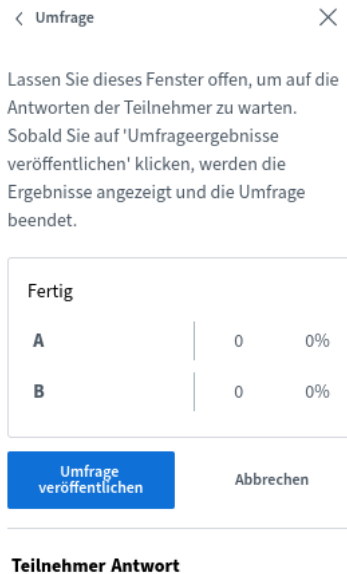 Umfrage
Lassen Sie dieses Fenster offen, um auf die
Antworten der Teilnehmer zu warten.
Sobald Sie auf 'Umfrageergebnisse
veröffentlichen' klicken, werden die
Ergebnisse angezeigt und die Umfrage
beendet.
Fertig
A 0 0%
B 0 0%
Umfrage
veröffentlichen
Abbrechen
Teilnehmer Antwort